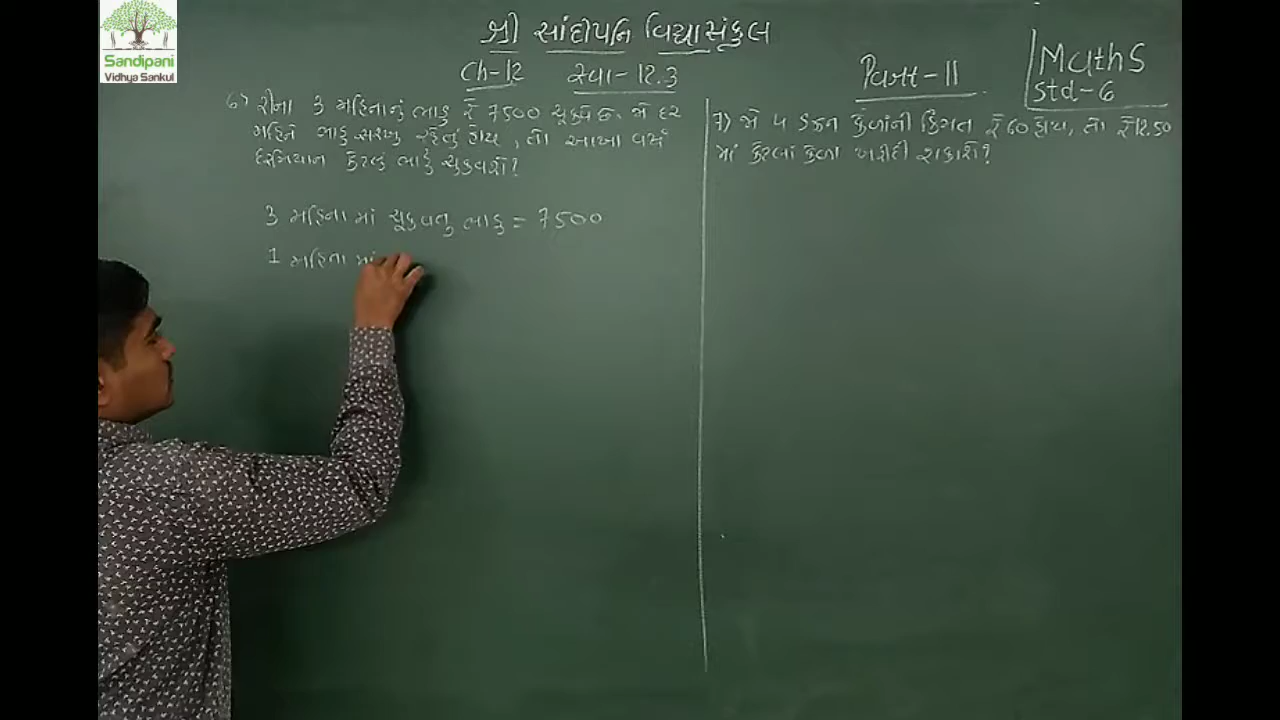 Sandipani
Vidhya Sankul
શ્રી સાંદીપનિ વિદ્યાસંકુલ
Ch-12 સ્વા-12.3
Part-11
Maths
Std-6
6) રીના 3 મહિનાનું ભાડુ ₹ 7500 ચૂકવે છે. જો દર
મહિને ભાડુ સરખુ રહેતું હોય, તો આખા વર્ષ
દરમિયાન કેટલું ભાડું ચુકવશે?
3 મહિના માં ચૂકવતુ ભાડુ = 7500
1 મહિના માં
7) જો 4 ડઝન કેળાંની કિંમત ₹ 60 હોય, તો ₹ 12.50
માં કેટલાં કેળા ખરીદી શકાશે?